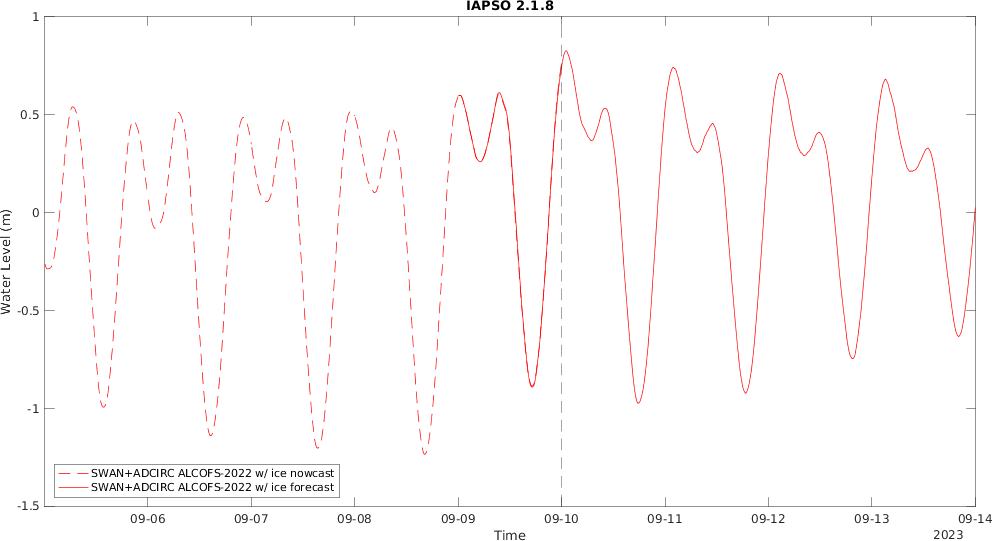 IAPSO 2.1.8
1
0.5
0
-0.5
-1
-1.5
Water Level (m)
SWAN+ADCIRC ALCOFS-2022 w/ ice nowcast
SWAN+ADCIRC ALCOFS-2022 w/ ice forecast
09-06 09-07 09-08 09-09 09-10 09-11 09-12 09-13 09-14
Time
2023